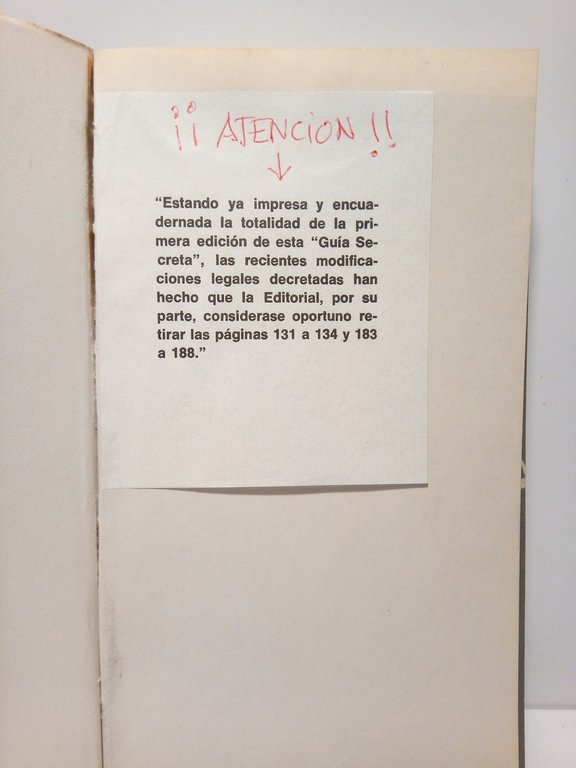 ¡¡ ATENCION !!
“Estando ya impresa y encua-
dernada la totalidad de la pri-
mera edición de esta “Guía Se-
creta”, las recientes modifica-
ciones legales decretadas han
hecho que la Editorial, por su
parte, considerase oportuno re-
tirar las páginas 131 a 134 y 183
a 188.”